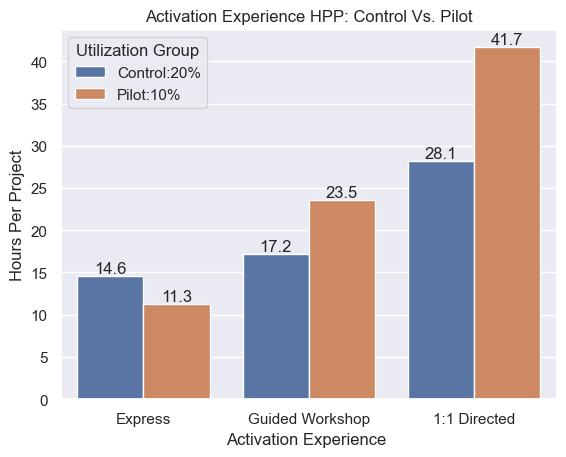 Activation Experience HPP: Control Vs. Pilot
Utilization Group
Control:20%
Pilot:10%
Hours Per Project
40
35
30
25
20
15
10
5
0
14.6
11.3
17.2
23.5
28.1
41.7
Express
Guided Workshop
1:1 Directed
Activation Experience